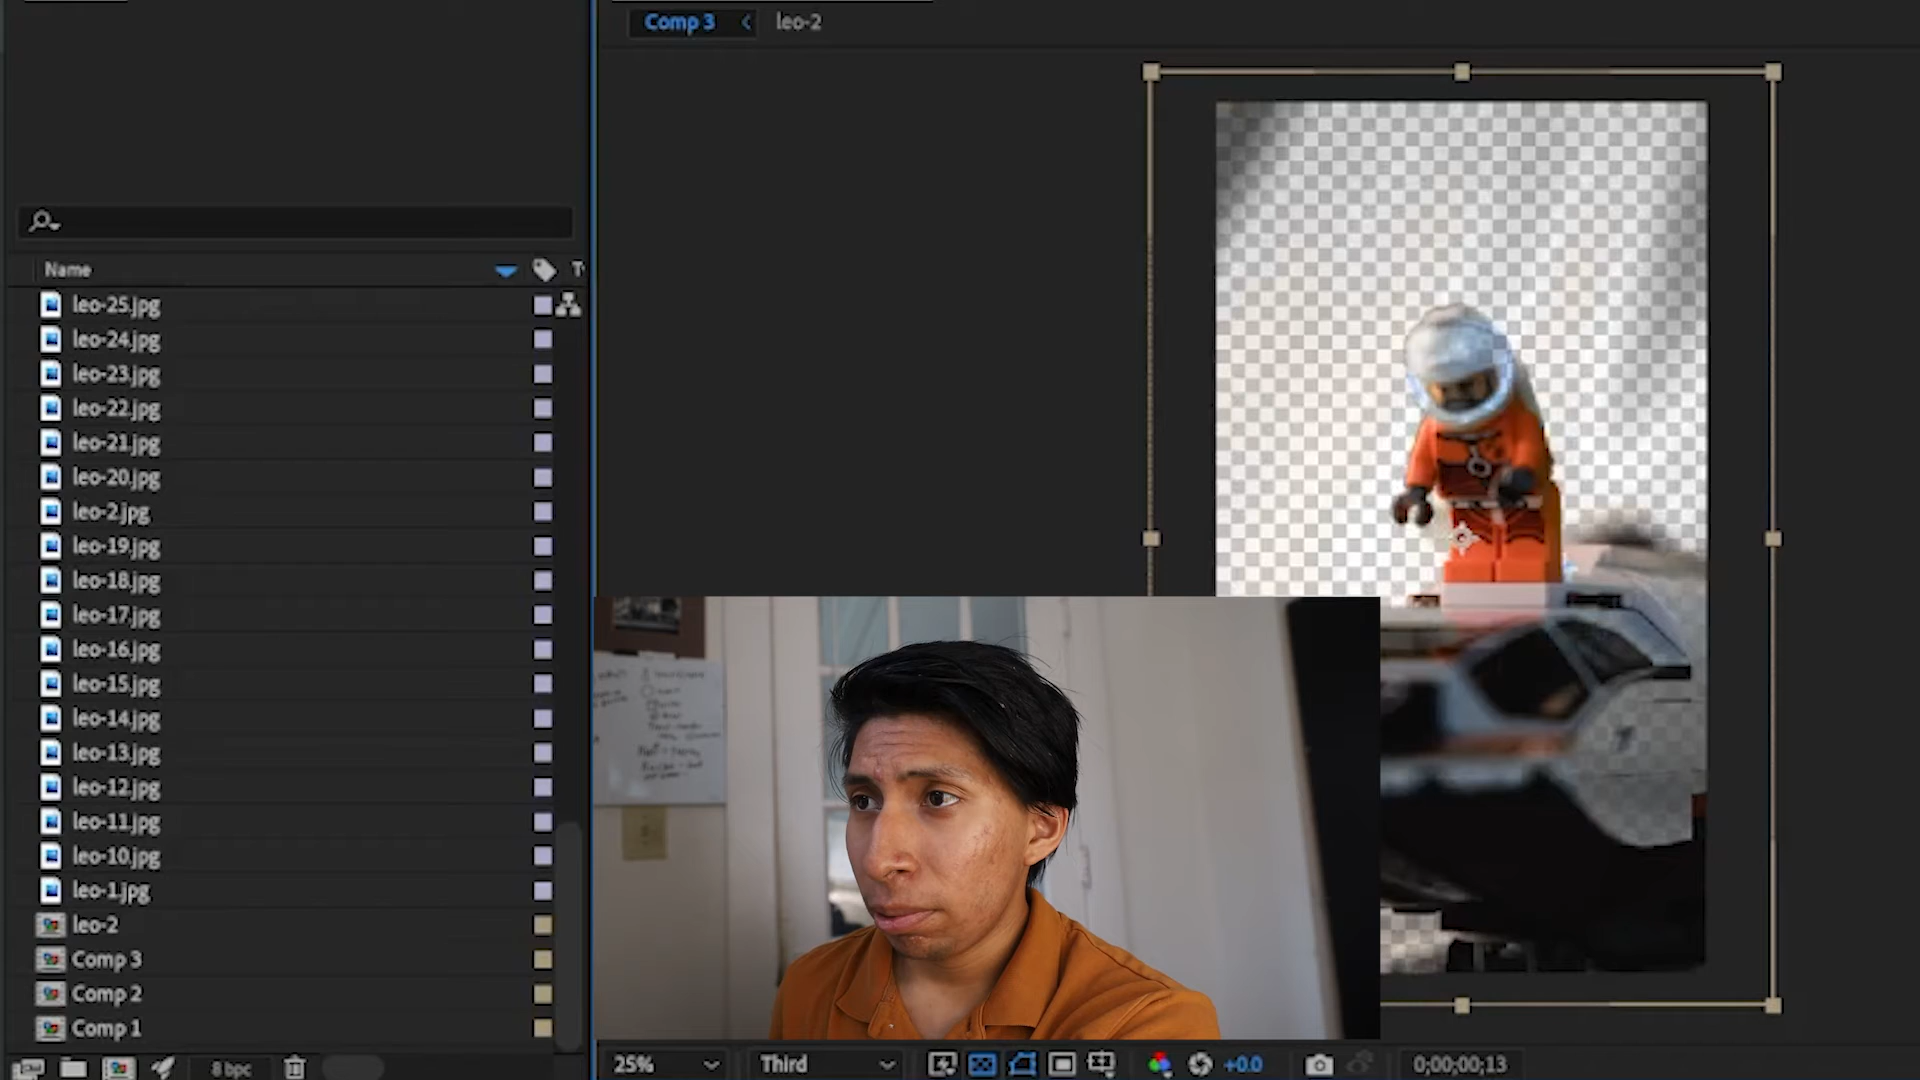 Comp 3
leo-2
Name
leo-25.jpg
leo-24.jpg
leo-23.jpg
leo-22.jpg
leo-21.jpg
leo-20.jpg
leo-2.jpg
leo-19.jpg
leo-18.jpg
leo-17.jpg
leo-16.jpg
leo-15.jpg
leo-14.jpg
leo-13.jpg
leo-12.jpg
leo-11.jpg
leo-10.jpg
leo-1.jpg
leo-2
Comp 3
Comp 2
Comp 1
8 bpc
25%
Third
+0.0
0;00;00;13